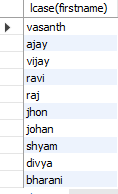 lcase(firstname)
vasanth
ajay
vijay
ravi
raj
jhon
johan
shyam
divya
bharani